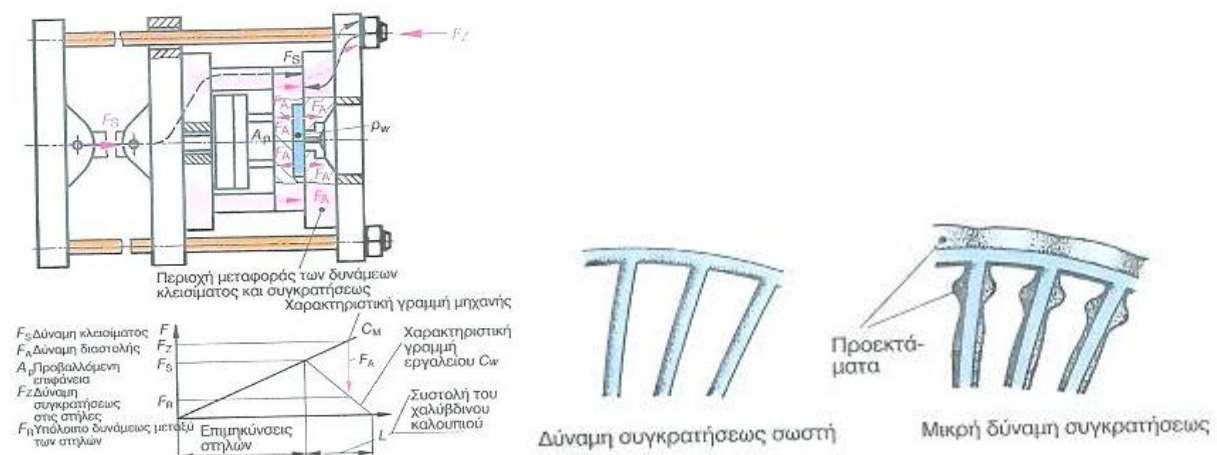 F_Z
F_S
F_S
F_A
F_A
F_A
F_A
F_A
F_A
A_p
p_w
F_A
Περιοχή μεταφοράς των δυνάμεων
κλεισίματος και συγκρατήσεως
Χαρακτηριστική γραμμή μηχανής
F_S Δύναμη κλεισίματος
F_A Δύναμη διαστολής
A_p Προβαλλόμενη
επιφάνεια
F_Z Δύναμη
συγκρατήσεως
στις στήλες
F_R Υπόλοιπο δυνάμεως μεταξύ
των στηλών
F
F_Z
F_S
F_R
C_M
F_A
Χαρακτηριστική
γραμμή
εργαλείου C_W
Επιμηκύνσεις
στηλών
L
Συστολή του
χαλύβδινου
καλουπιού
Προεκτά-
ματα
Δύναμη συγκρατήσεως σωστή
Μικρή δύναμη συγκρατήσεως